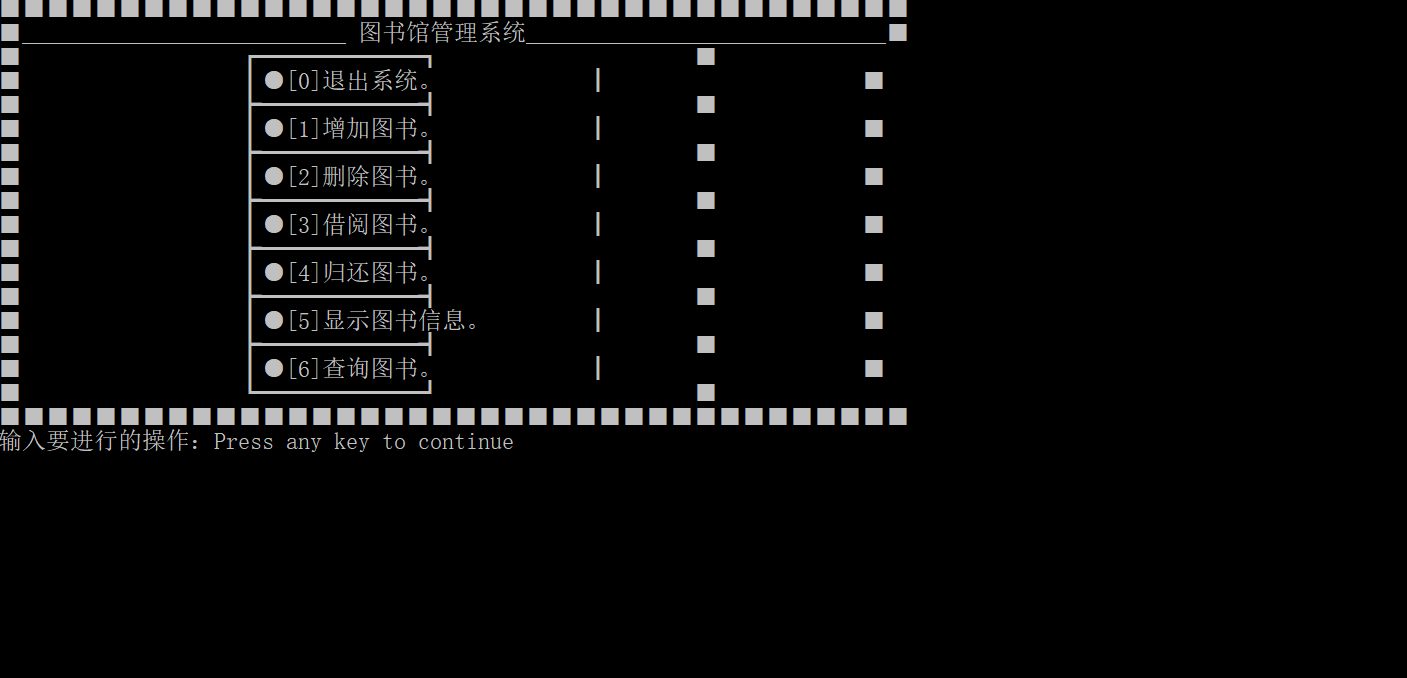 图书馆管理系统
●[0]退出系统。
●[1]增加图书。
●[2]删除图书。
●[3]借阅图书。
●[4]归还图书。
●[5]显示图书信息。
●[6]查询图书。
输入要进行的操作：Press any key to continue